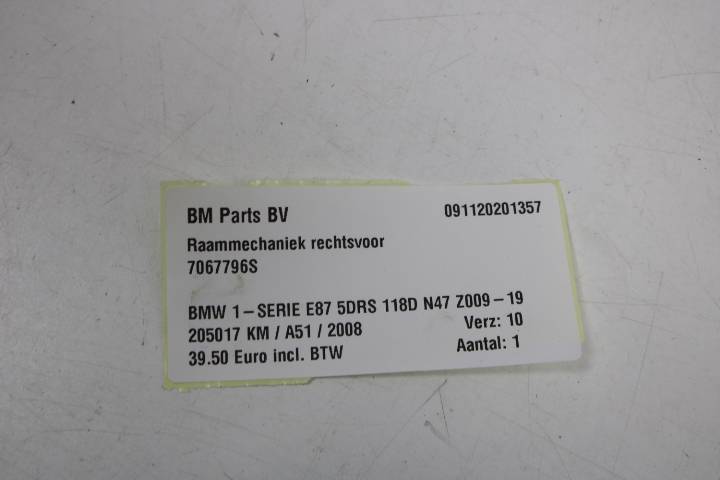 BM Parts BV 091120201357
Raammechaniek rechtsvoor
7067796S
BMW 1-SERIE E87 5DRS 118D N47 Z009-19
205017 KM / A51 / 2008 Verz: 10
39.50 Euro incl. BTW Aantal: 1